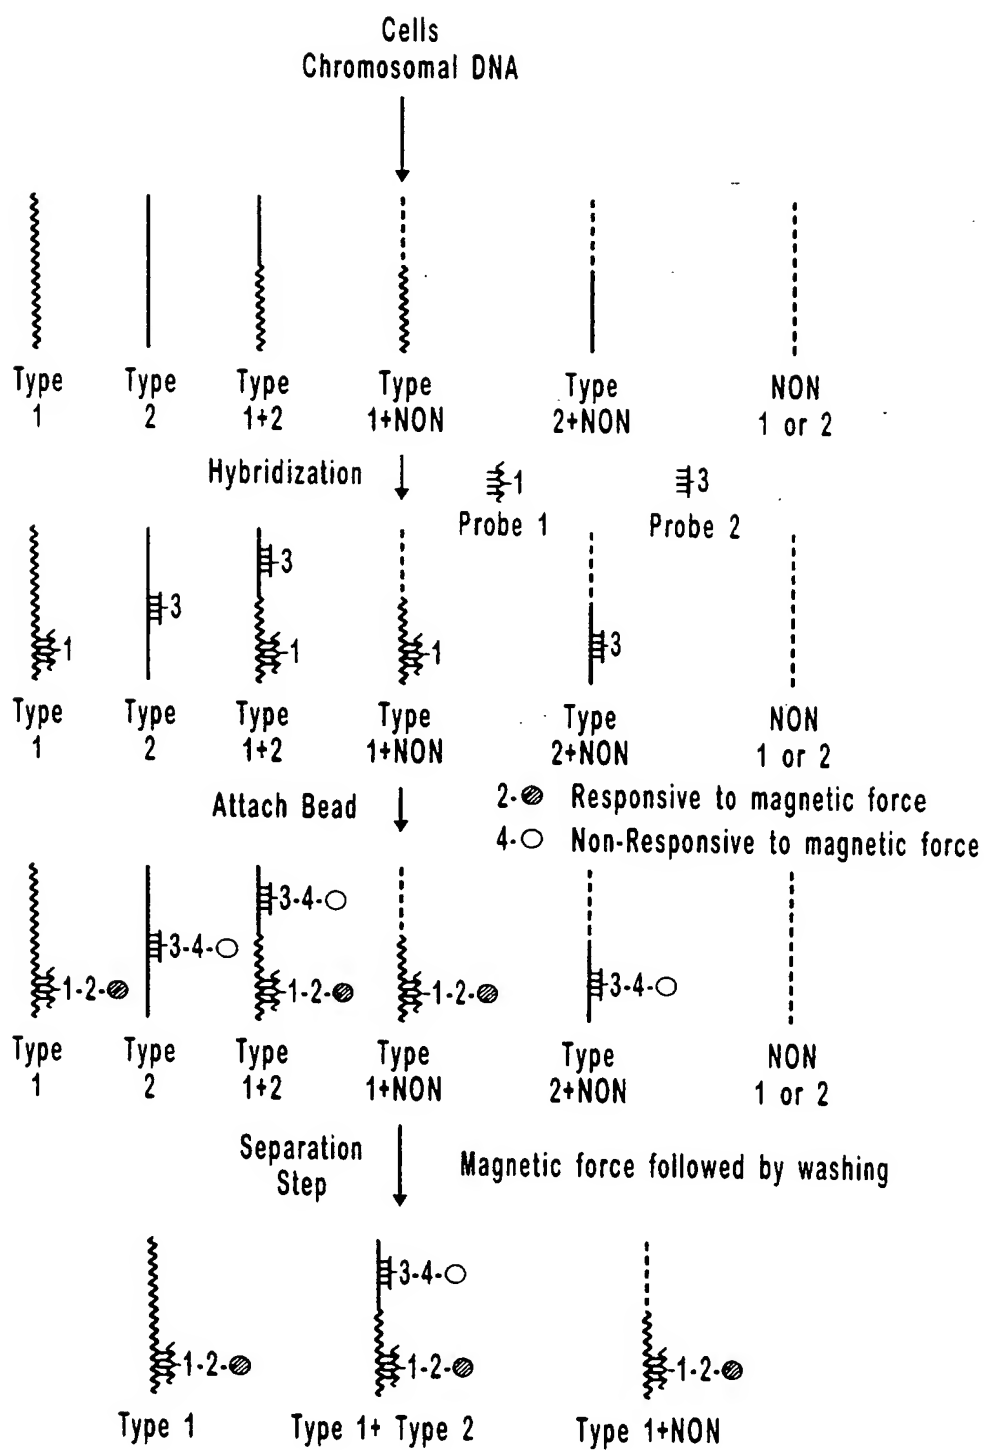 Cells
Chromosomal DNA
Type 1
Type 2
Type 1+2
Type 1+NON
Type 2+NON
NON 1 or 2
Hybridization
1
3
Probe 1
Probe 2
3
3
1
1
1
3
Type 1
Type 2
Type 1+2
Type 1+NON
Type 2+NON
NON 1 or 2
Attach Bead
2- Responsive to magnetic force
4- Non-Responsive to magnetic force
3-4-
3-4-
1-2-
1-2-
1-2-
3-4-
Type 1
Type 2
Type 1+2
Type 1+NON
Type 2+NON
NON 1 or 2
Separation
Step
Magnetic force followed by washing
3-4-
1-2-
1-2-
1-2-
Type 1
Type 1+ Type 2
Type 1+NON